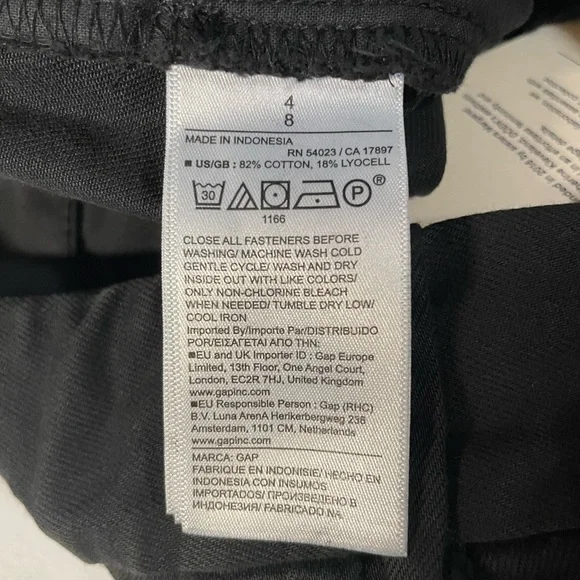 4
8
MADE IN INDONESIA
RN 54023 / CA 17897
■ US/GB : 82% COTTON, 18% LYOCELL
30
P®
1166
CLOSE ALL FASTENERS BEFORE
WASHING/ MACHINE WASH COLD
GENTLE CYCLE/ WASH AND DRY
INSIDE OUT WITH LIKE COLORS/
ONLY NON-CHLORINE BLEACH
WHEN NEEDED/ TUMBLE DRY LOW/
COOL IRON
Imported By/Importe Par/DISTRIBUIDO
POR/ΕΙΣΑΓΕΤΑΙ ΑΠΟ ΤΗΝ:
■EU and UK Importer ID : Gap Europe
Limited, 13th Floor, One Angel Court,
London, EC2R 7HJ, United Kingdom
www.gapinc.com
■EU Responsible Person : Gap (RHC)
B.V. Luna ArenA Herikerbergweg 238
Amsterdam, 1101 CM, Netherlands
www.gapinc.com
MARCA: GAP
FABRIQUE EN INDONISIE/ HECHO EN
INDONESIA CON INSUMOS
IMPORTADOS/ ПРОИЗВЕДЕНО В
ИНДОНЕЗИИ/ FABRICADO NA